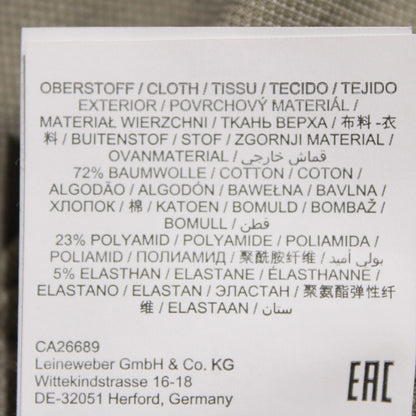 OBERSTOFF / CLOTH / TISSU / TECIDO / TEJIDO
EXTERIOR / POVRCHOVÝ MATERIÁL /
MATERIAŁ WIERZCHNI / ТКАНЬ ВЕРХА / 布料 -衣
料 / BUITENSTOF / STOF / ZGORNJI MATERIAL /
OVANMATERIAL / قماش خارجي /
72% BAUMWOLLE / COTTON / COTON /
ALGODÃO / ALGODÓN / BAWEŁNA / BAVLNA /
ХЛОПОК / 棉 / KATOEN / BOMULD / BOMBAŽ /
BOMULL / قطن /
23% POLYAMID / POLYAMIDE / POLIAMIDA /
POLIAMID / ПОЛИАМИД / 聚酰胺纤维 / بولي أميد /
5% ELASTHAN / ELASTANE / ÉLASTHANNE /
ELASTANO / ELASTAN / ЭЛАСТАН / 聚氨酯弹性纤
维 / ELASTAAN / ستان /
CA26689
Leineweber GmbH & Co. KG
Wittekindstrasse 16-18
DE-32051 Herford, Germany
EAC